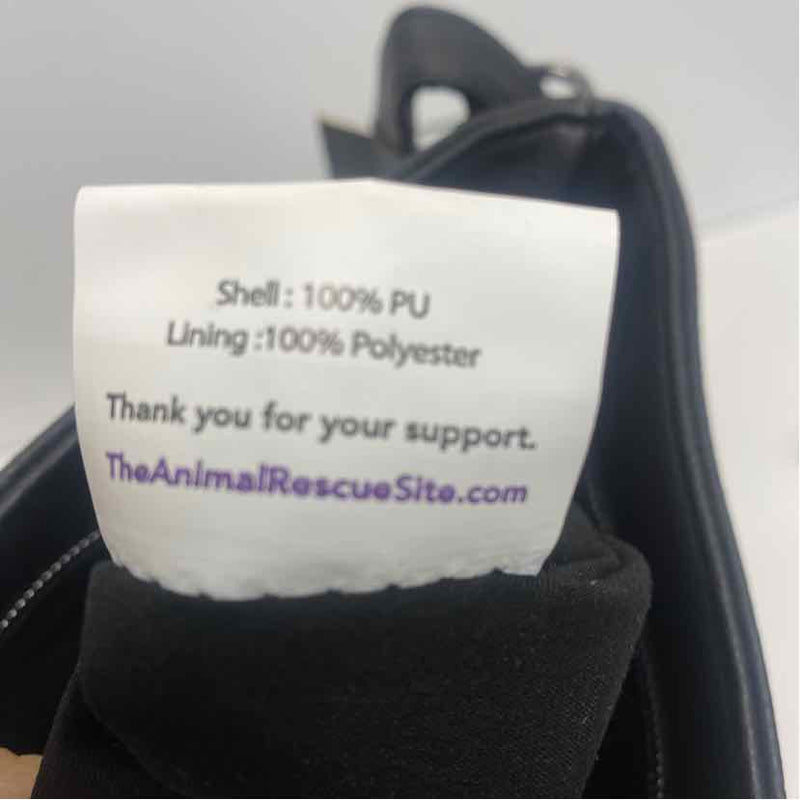 Shell : 100% PU
Lining :100% Polyester
Thank you for your support.
TheAnimalRescueSite.com